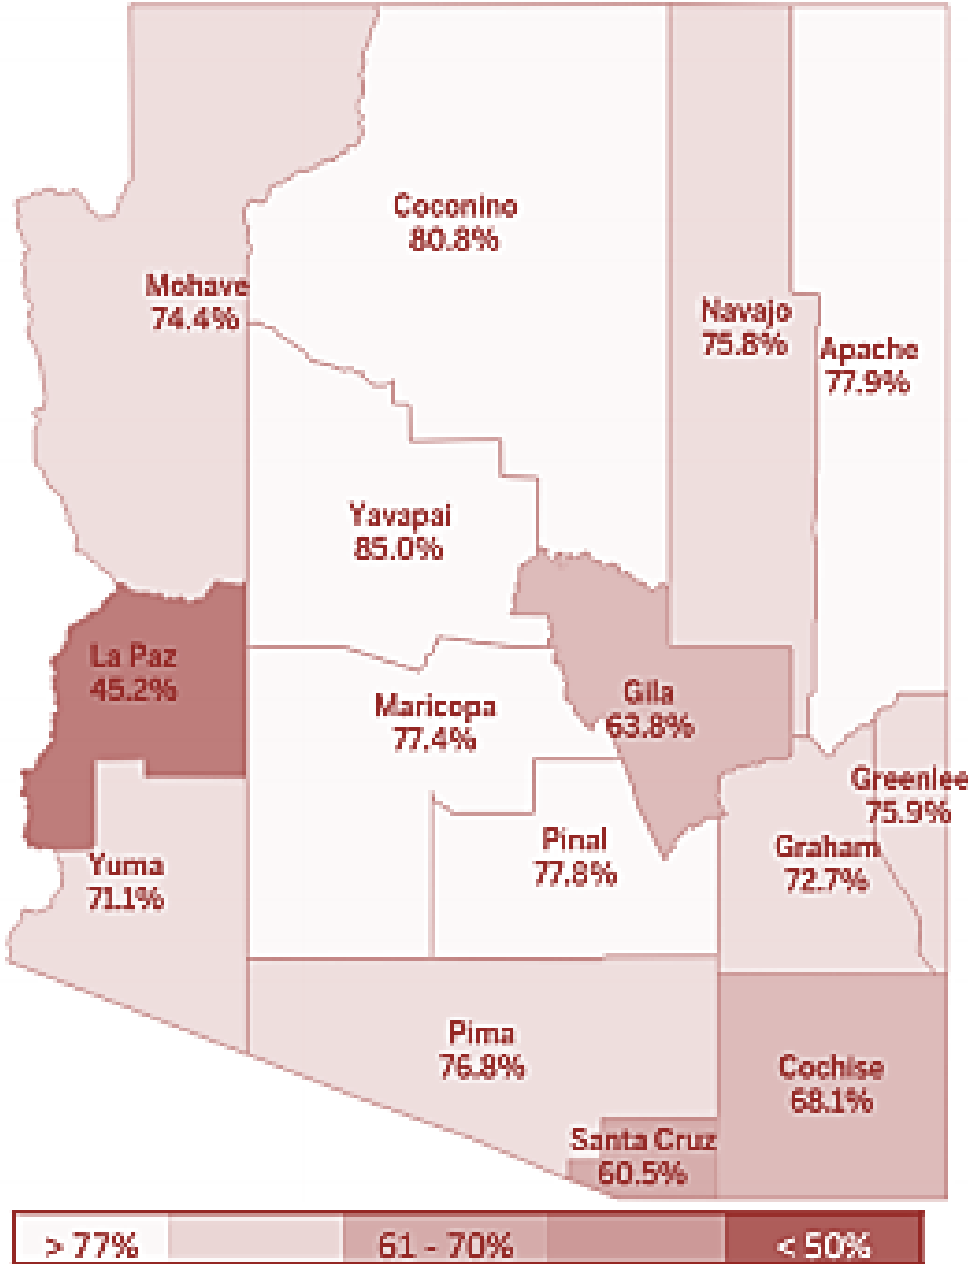 Coconino
80.8%
Mohave
74.4%
Navajo
75.8%
Apache
77.9%
Yavapai
85.0%
La Paz
45.2%
Maricopa
77.4%
Gila
63.8%
Greenlee
75.9%
Pinal
77.8%
Graham
72.7%
Yuma
71.1%
Pima
76.8%
Cochise
68.1%
Santa Cruz
60.5%
> 77% 61 - 70% < 50%